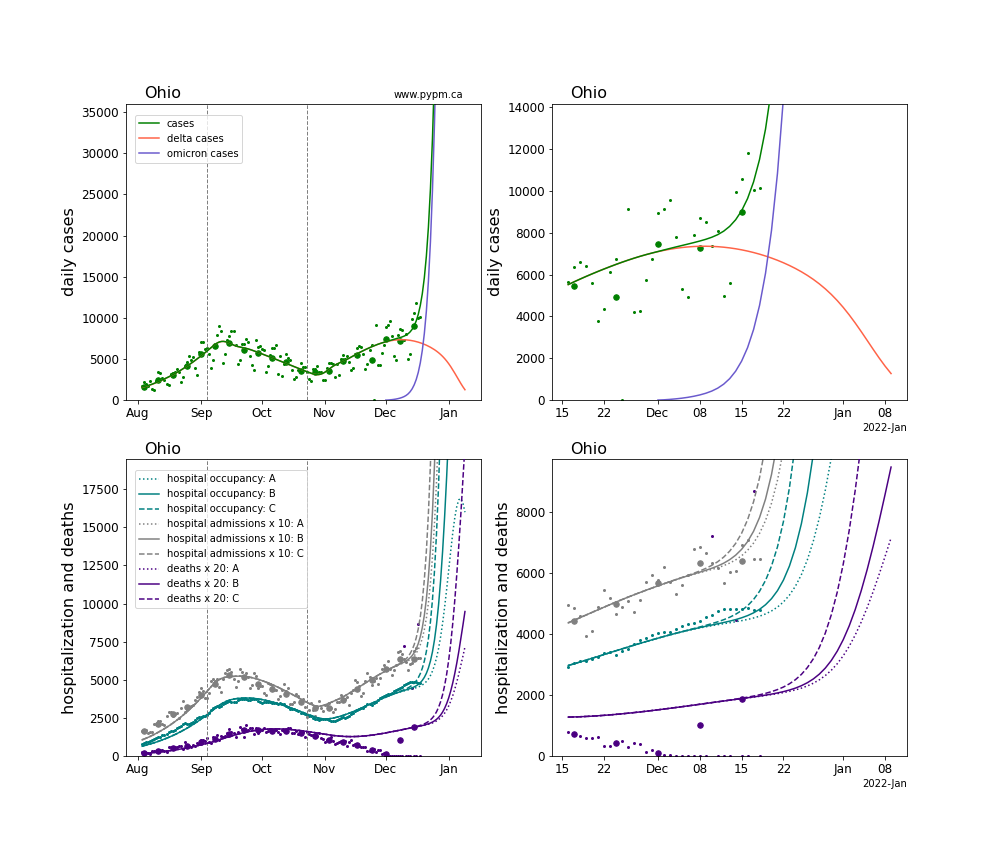 Ohio
www.pypm.ca
35000
30000
25000
20000
15000
10000
5000
0
daily cases
cases
delta cases
omicron cases
Aug Sep Oct Nov Dec Jan
Ohio
14000
12000
10000
8000
6000
4000
2000
0
daily cases
15 22 Dec 08 15 22 Jan 08
2022-Jan
Ohio
17500
15000
12500
10000
7500
5000
2500
0
hospitalization and deaths
hospital occupancy: A
hospital occupancy: B
hospital occupancy: C
hospital admissions x 10: A
hospital admissions x 10: B
hospital admissions x 10: C
deaths x 20: A
deaths x 20: B
deaths x 20: C
Aug Sep Oct Nov Dec Jan
Ohio
8000
6000
4000
2000
0
hospitalization and deaths
15 22 Dec 08 15 22 Jan 08
2022-Jan